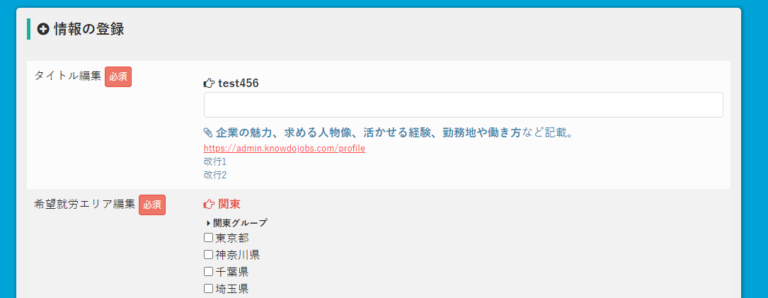 情報の登録
タイトル編集 必須
test456
企業の魅力、求める人物像、活かせる経験、勤務地や働き方など記載。
https://admin.knowdojobs.com/profile
改行1
改行2
希望就労エリア編集 必須
関東
関東グループ
東京都
神奈川県
千葉県
埼玉県